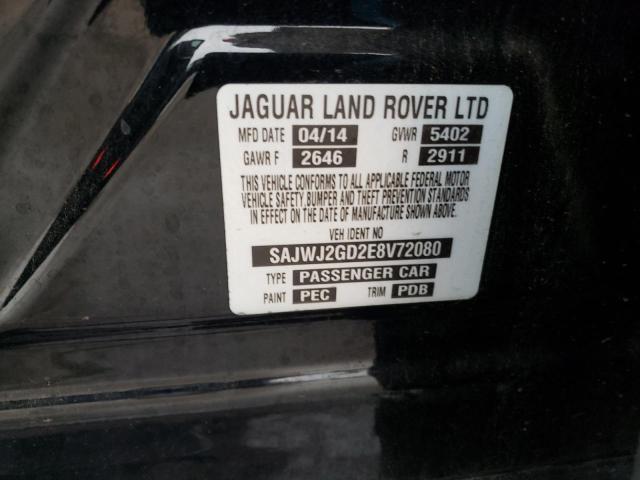 JAGUAR LAND ROVER LTD
MFD DATE 04/14 GVWR 5402
GAWR F 2646 R 2911
THIS VEHICLE CONFORMS TO ALL APPLICABLE FEDERAL MOTOR
VEHICLE SAFETY, BUMPER AND THEFT PREVENTION STANDARDS
IN EFFECT ON THE DATE OF MANUFACTURE SHOWN ABOVE.
VEH IDENT NO
SAJWJ2GD2E8V72080
TYPE PASSENGER CAR
PAINT PEC TRIM PDB